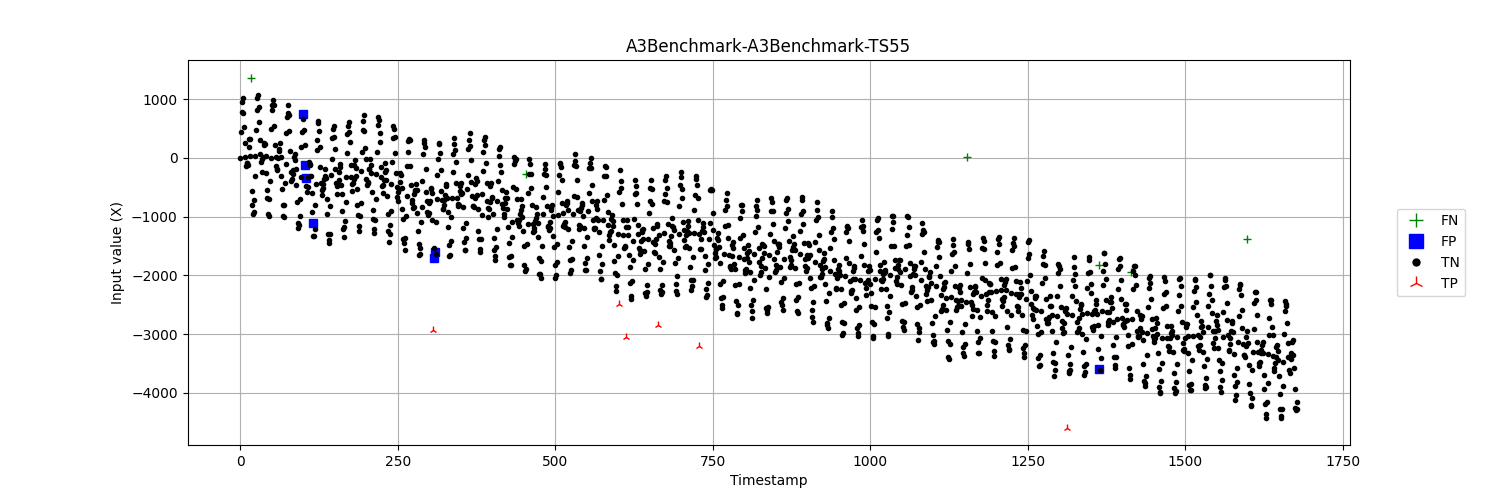 A3Benchmark-A3Benchmark-TS55
1000
0
−1000
−2000
−3000
−4000
Input value (X)
0
250
500
750
1000
1250
1500
1750
Timestamp
FN
FP
TN
TP